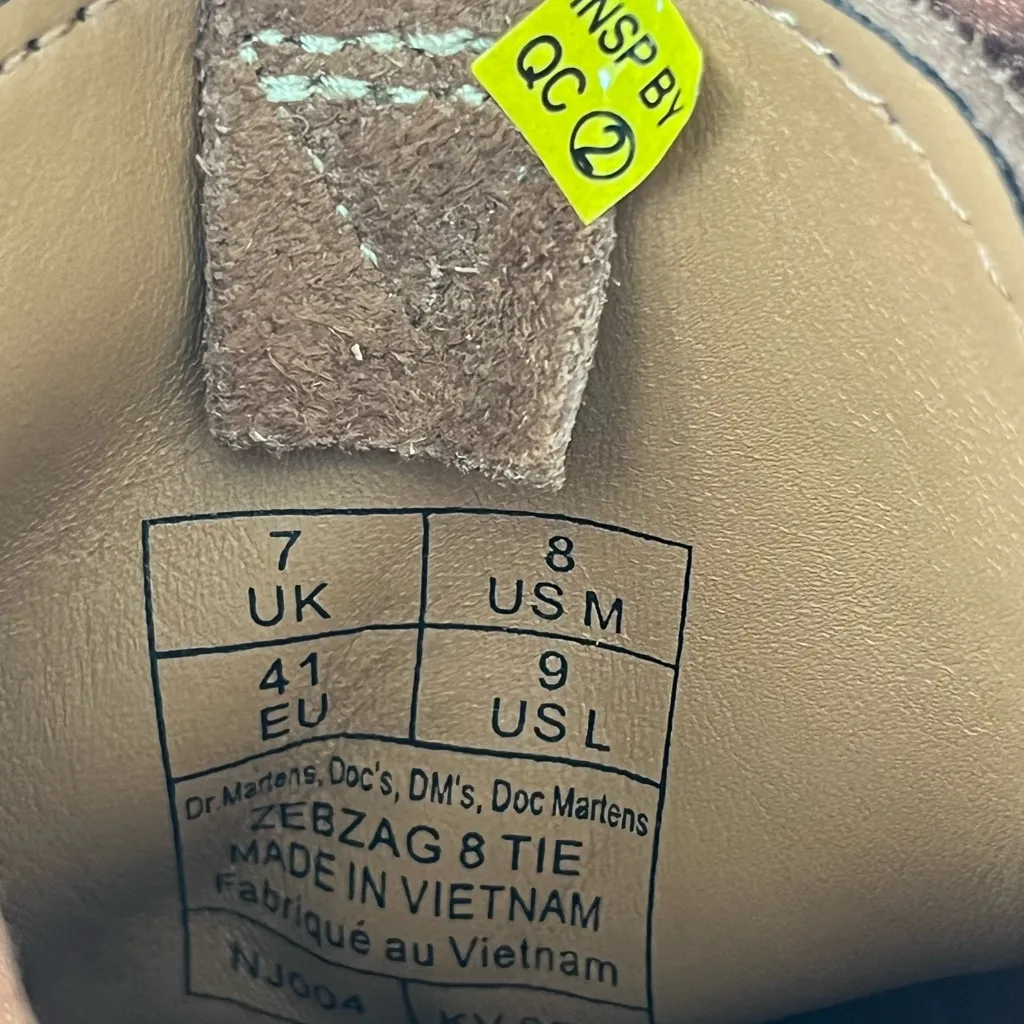 INSP BY
QC 2
7 8
UK US M
41 9
EU US L
Dr.Martens, Doc's, DM's, Doc Martens
ZEBZAG 8 TIE
MADE IN VIETNAM
Fabriqué au Vietnam
NJ004